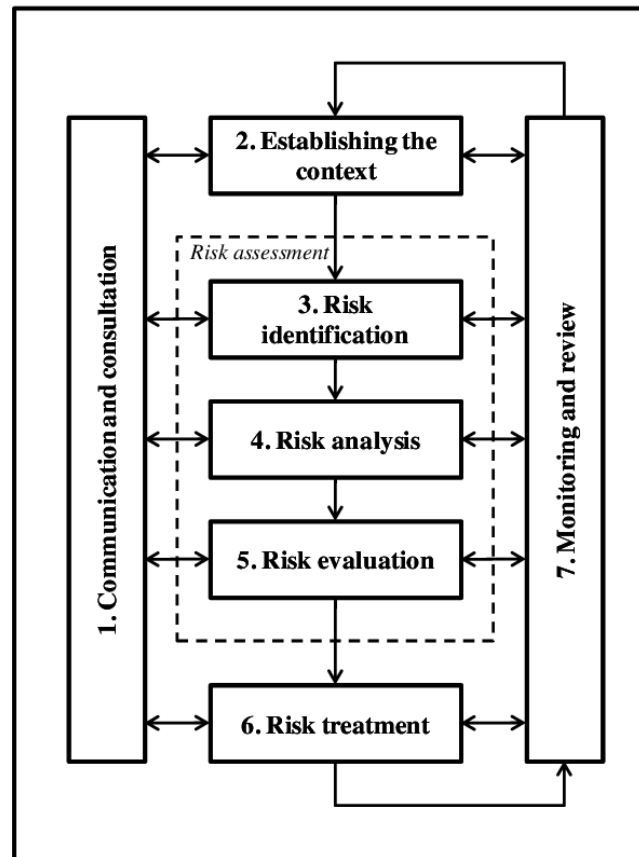 1. Communication and consultation
2. Establishing the
context
Risk assessment
3. Risk
identification
4. Risk analysis
5. Risk evaluation
6. Risk treatment
7. Monitoring and review